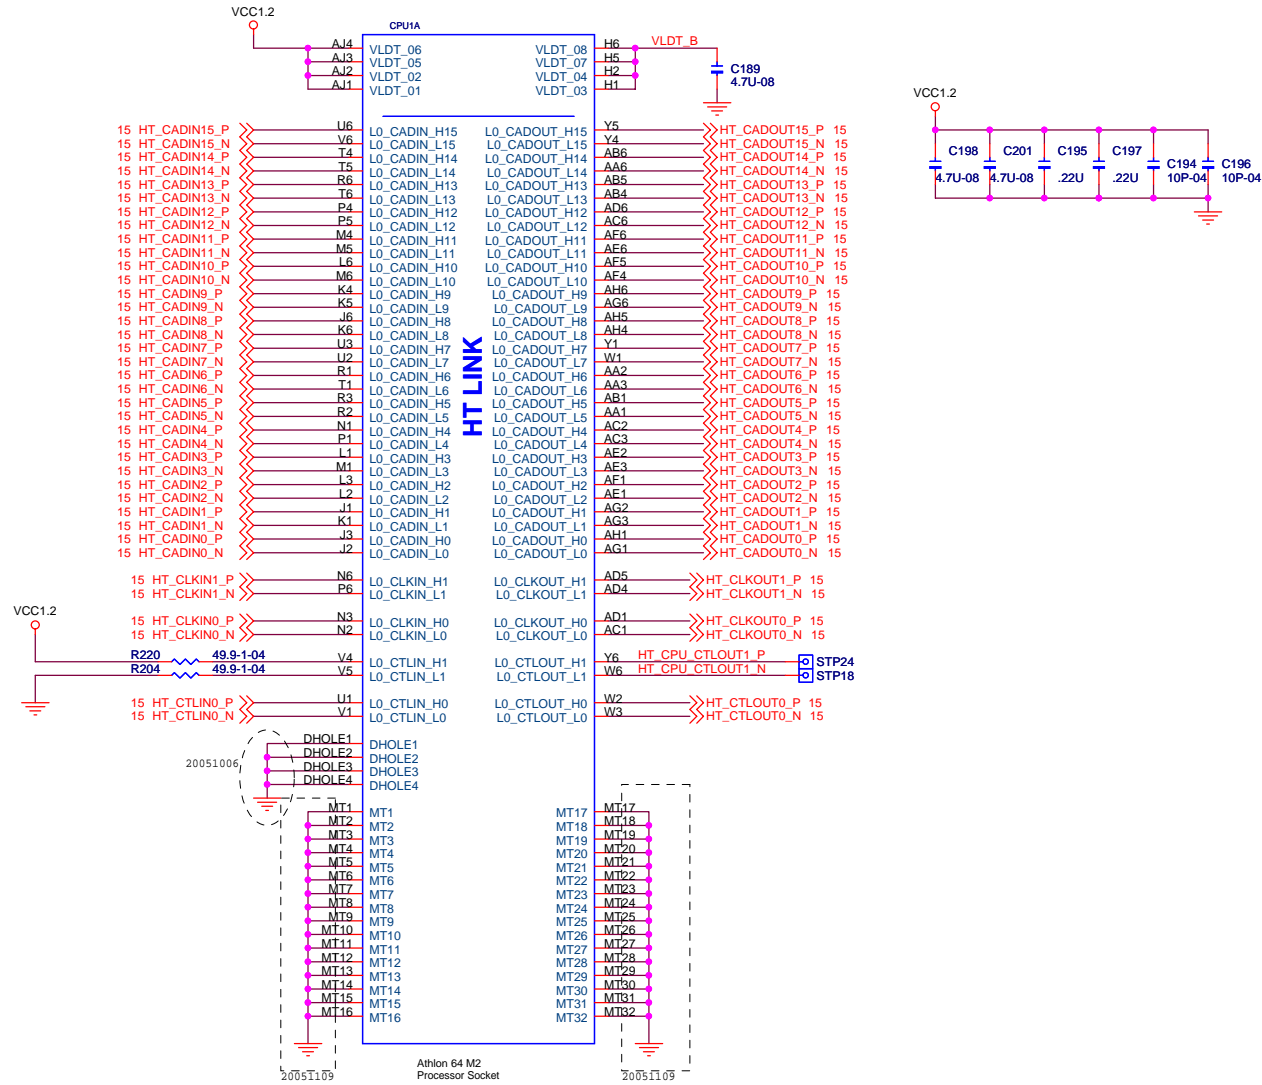 VCC1.2
CPU1A
AJ4 VLDT_06 VLDT_08 H6 VLDT_B
AJ3 VLDT_05 VLDT_07 H5
AJ2 VLDT_02 VLDT_04 H2
AJ1 VLDT_01 VLDT_03 H1
C189
4.7U-08
VCC1.2
C198 C201 C195 C197 C194 C196
4.7U-08 4.7U-08 .22U .22U 10P-04 10P-04
15 HT_CADIN15_P U6 L0_CADIN_H15 L0_CADOUT_H15 Y5 HT_CADOUT15_P 15
15 HT_CADIN15_N V6 L0_CADIN_L15 L0_CADOUT_L15 Y4 HT_CADOUT15_N 15
15 HT_CADIN14_P T4 L0_CADIN_H14 L0_CADOUT_H14 AB6 HT_CADOUT14_P 15
15 HT_CADIN14_N T5 L0_CADIN_L14 L0_CADOUT_L14 AA6 HT_CADOUT14_N 15
15 HT_CADIN13_P R6 L0_CADIN_H13 L0_CADOUT_H13 AB5 HT_CADOUT13_P 15
15 HT_CADIN13_N T6 L0_CADIN_L13 L0_CADOUT_L13 AB4 HT_CADOUT13_N 15
15 HT_CADIN12_P P4 L0_CADIN_H12 L0_CADOUT_H12 AD6 HT_CADOUT12_P 15
15 HT_CADIN12_N P5 L0_CADIN_L12 L0_CADOUT_L12 AC6 HT_CADOUT12_N 15
15 HT_CADIN11_P M4 L0_CADIN_H11 L0_CADOUT_H11 AF6 HT_CADOUT11_P 15
15 HT_CADIN11_N M5 L0_CADIN_L11 L0_CADOUT_L11 AE6 HT_CADOUT11_N 15
15 HT_CADIN10_P L6 L0_CADIN_H10 L0_CADOUT_H10 AF5 HT_CADOUT10_P 15
15 HT_CADIN10_N M6 L0_CADIN_L10 L0_CADOUT_L10 AF4 HT_CADOUT10_N 15
15 HT_CADIN9_P K4 L0_CADIN_H9 L0_CADOUT_H9 AH6 HT_CADOUT9_P 15
15 HT_CADIN9_N K5 L0_CADIN_L9 L0_CADOUT_L9 AG6 HT_CADOUT9_N 15
15 HT_CADIN8_P J6 L0_CADIN_H8 L0_CADOUT_H8 AH5 HT_CADOUT8_P 15
15 HT_CADIN8_N K6 L0_CADIN_L8 L0_CADOUT_L8 AH4 HT_CADOUT8_N 15
15 HT_CADIN7_P U3 L0_CADIN_H7 L0_CADOUT_H7 Y1 HT_CADOUT7_P 15
15 HT_CADIN7_N U2 L0_CADIN_L7 L0_CADOUT_L7 W1 HT_CADOUT7_N 15
15 HT_CADIN6_P R1 L0_CADIN_H6 L0_CADOUT_H6 AA2 HT_CADOUT6_P 15
15 HT_CADIN6_N T1 L0_CADIN_L6 L0_CADOUT_L6 AA3 HT_CADOUT6_N 15
15 HT_CADIN5_P R3 L0_CADIN_H5 L0_CADOUT_H5 AB1 HT_CADOUT5_P 15
15 HT_CADIN5_N R2 L0_CADIN_L5 L0_CADOUT_L5 AA1 HT_CADOUT5_N 15
15 HT_CADIN4_P N1 L0_CADIN_H4 L0_CADOUT_H4 AC2 HT_CADOUT4_P 15
15 HT_CADIN4_N P1 L0_CADIN_L4 L0_CADOUT_L4 AC3 HT_CADOUT4_N 15
15 HT_CADIN3_P L1 L0_CADIN_H3 L0_CADOUT_H3 AE2 HT_CADOUT3_P 15
15 HT_CADIN3_N M1 L0_CADIN_L3 L0_CADOUT_L3 AE3 HT_CADOUT3_N 15
15 HT_CADIN2_P L3 L0_CADIN_H2 L0_CADOUT_H2 AF1 HT_CADOUT2_P 15
15 HT_CADIN2_N L2 L0_CADIN_L2 L0_CADOUT_L2 AE1 HT_CADOUT2_N 15
15 HT_CADIN1_P J1 L0_CADIN_H1 L0_CADOUT_H1 AG2 HT_CADOUT1_P 15
15 HT_CADIN1_N K1 L0_CADIN_L1 L0_CADOUT_L1 AG3 HT_CADOUT1_N 15
15 HT_CADIN0_P J3 L0_CADIN_H0 L0_CADOUT_H0 AH1 HT_CADOUT0_P 15
15 HT_CADIN0_N J2 L0_CADIN_L0 L0_CADOUT_L0 AG1 HT_CADOUT0_N 15
HT LINK
15 HT_CLKIN1_P N6 L0_CLKIN_H1 L0_CLKOUT_H1 AD5 HT_CLKOUT1_P 15
15 HT_CLKIN1_N P6 L0_CLKIN_L1 L0_CLKOUT_L1 AD4 HT_CLKOUT1_N 15
VCC1.2
15 HT_CLKIN0_P N3 L0_CLKIN_H0 L0_CLKOUT_H0 AD1 HT_CLKOUT0_P 15
15 HT_CLKIN0_N N2 L0_CLKIN_L0 L0_CLKOUT_L0 AC1 HT_CLKOUT0_N 15
R220 49.9-1-04 V4 L0_CTLIN_H1 L0_CTLOUT_H1 Y6 HT_CPU_CTLOUT1_P STP24
R204 49.9-1-04 V5 L0_CTLIN_L1 L0_CTLOUT_L1 W6 HT_CPU_CTLOUT1_N STP18
15 HT_CTLIN0_P U1 L0_CTLIN_H0 L0_CTLOUT_H0 W2 HT_CTLOUT0_P 15
15 HT_CTLIN0_N V1 L0_CTLIN_L0 L0_CTLOUT_L0 W3 HT_CTLOUT0_N 15
DHOLE1 DHOLE1
DHOLE2 DHOLE2
20051006
DHOLE3 DHOLE3
DHOLE4 DHOLE4
MT1 MT1 MT17 MT17
MT2 MT2 MT18 MT18
MT3 MT3 MT19 MT19
MT4 MT4 MT20 MT20
MT5 MT5 MT21 MT21
MT6 MT6 MT22 MT22
MT7 MT7 MT23 MT23
MT8 MT8 MT24 MT24
MT9 MT9 MT25 MT25
MT10 MT10 MT26 MT26
MT11 MT11 MT27 MT27
MT12 MT12 MT28 MT28
MT13 MT13 MT29 MT29
MT14 MT14 MT30 MT30
MT15 MT15 MT31 MT31
MT16 MT16 MT32 MT32
Athlon 64 M2
Processor Socket
20051109 20051109